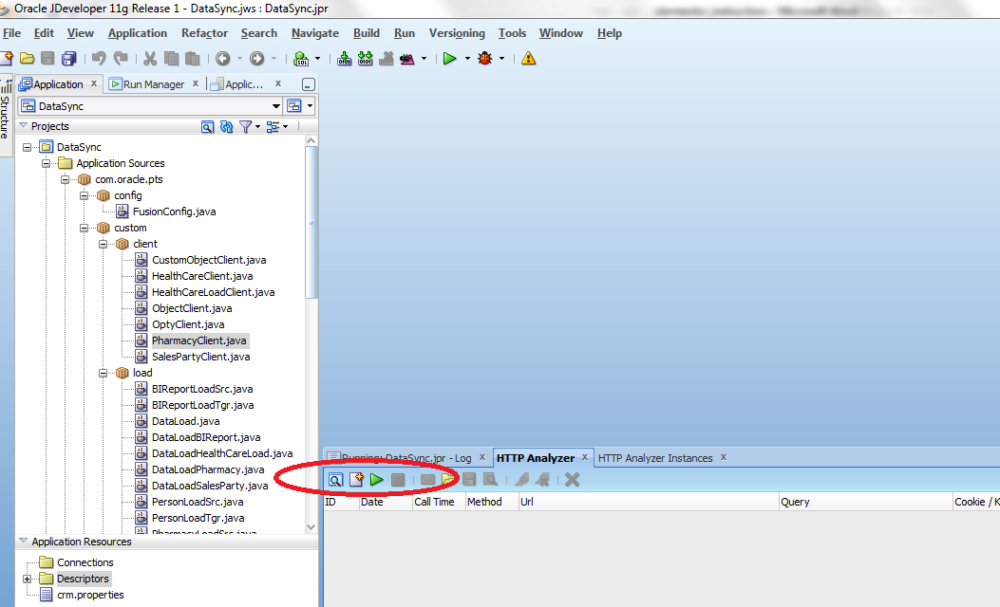 Oracle JDeveloper 11g Release 1 - DataSync.jws : DataSync.jpr
File Edit View Application Refactor Search Navigate Build Run Versioning Tools Window Help
Application Run Manager Applic...
Structure
DataSync
Projects
DataSync
Application Sources
com.oracle.pts
config
FusionConfig.java
custom
client
CustomObjectClient.java
HealthCareClient.java
HealthCareLoadClient.java
ObjectClient.java
OptyClient.java
PharmacyClient.java
SalesPartyClient.java
load
BIReportLoadSrc.java
BIReportLoadTgr.java
DataLoad.java
DataLoadBIReport.java
DataLoadHealthCareLoad.java
DataLoadPharmacy.java
DataLoadSalesParty.java
PersonLoadSrc.java
PersonLoadTgr.java
PharmacyLoadSrc.java
Application Resources
Connections
Descriptors
crm.properties
Running: DataSync.jpr - Log HTTP Analyzer HTTP Analyzer Instances
ID Date Call Time Method Url Query Cookie / K